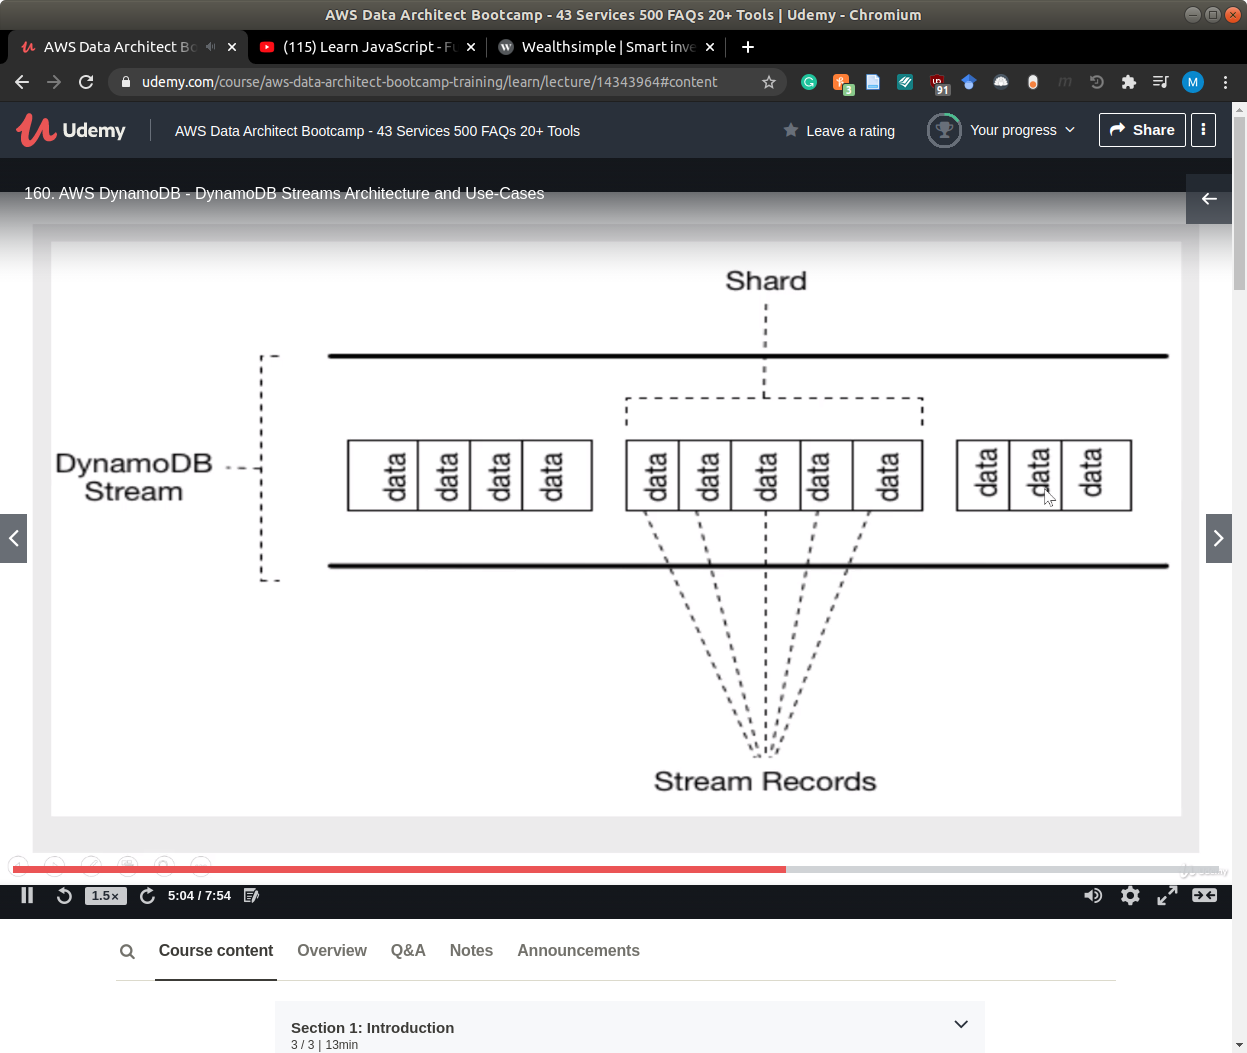 AWS Data Architect Bootcamp - 43 Services 500 FAQs 20+ Tools | Udemy - Chromium
AWS Data Architect Bo
(115) Learn JavaScript - Fu
Wealthsimple | Smart inve
udemy.com/course/aws-data-architect-bootcamp-training/learn/lecture/14343964#content
3
91
m
M
Udemy
AWS Data Architect Bootcamp - 43 Services 500 FAQs 20+ Tools
Leave a rating
Your progress
Share
160. AWS DynamoDB - DynamoDB Streams Architecture and Use-Cases
Shard
DynamoDB
Stream
data data data data
data data data data data
data data data
Stream Records
1.5×
5:04 / 7:54
Course content
Overview
Q&A
Notes
Announcements
Section 1: Introduction
3 / 3 | 13min